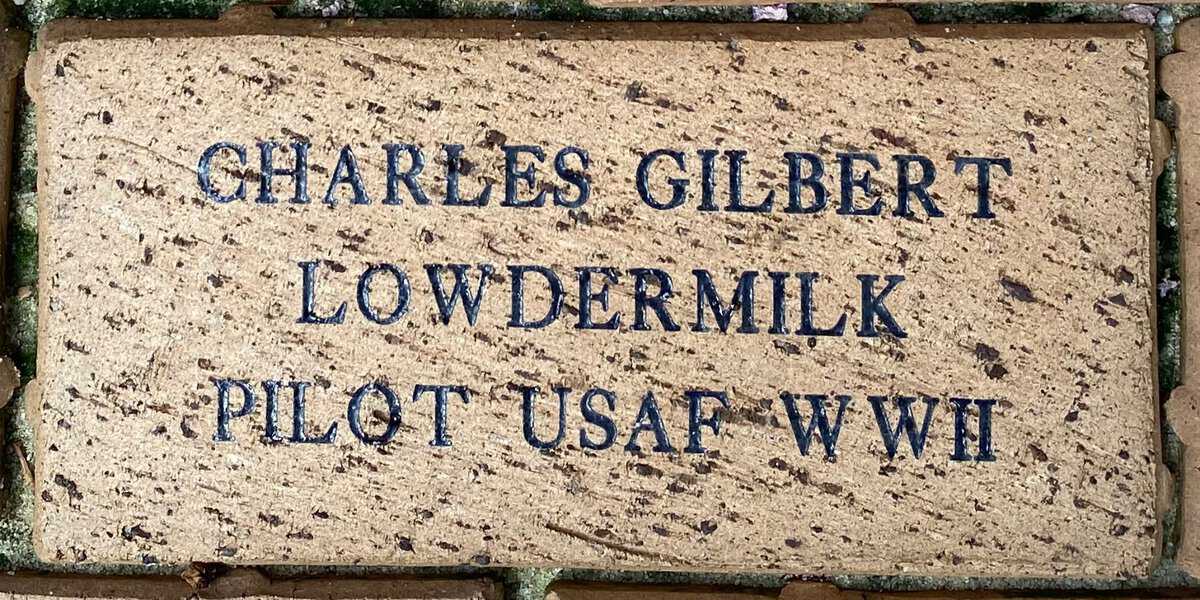 CHARLES GILBERT
LOWDERMILK
PILOT USAF WWII